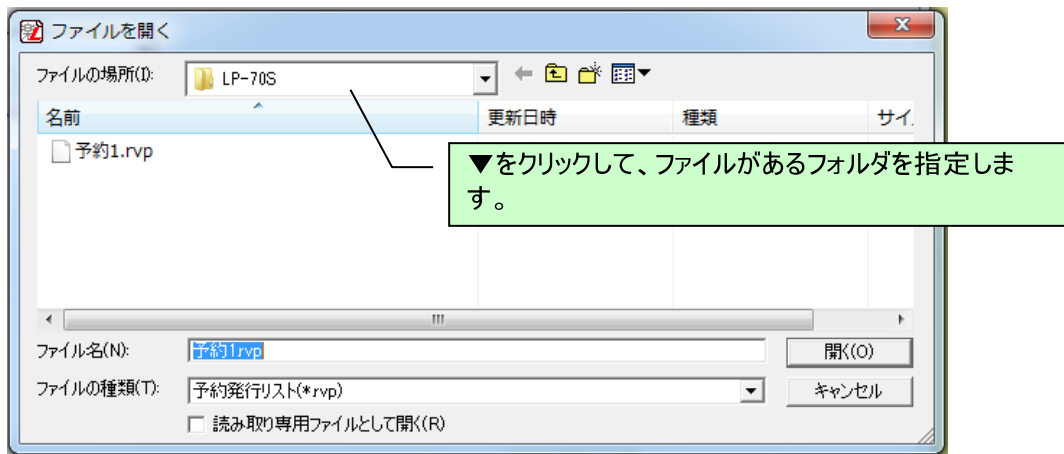 ファイルを開く
ファイルの場所(I):
LP-70S
名前
更新日時
種類
サイ.
予約1.rvp
▼をクリックして、ファイルがあるフォルダを指定しま
す。
ファイル名(N):
予約1.rvp
開く(O)
ファイルの種類(T):
予約発行リスト(*.rvp)
キャンセル
読み取り専用ファイルとして開く(R)